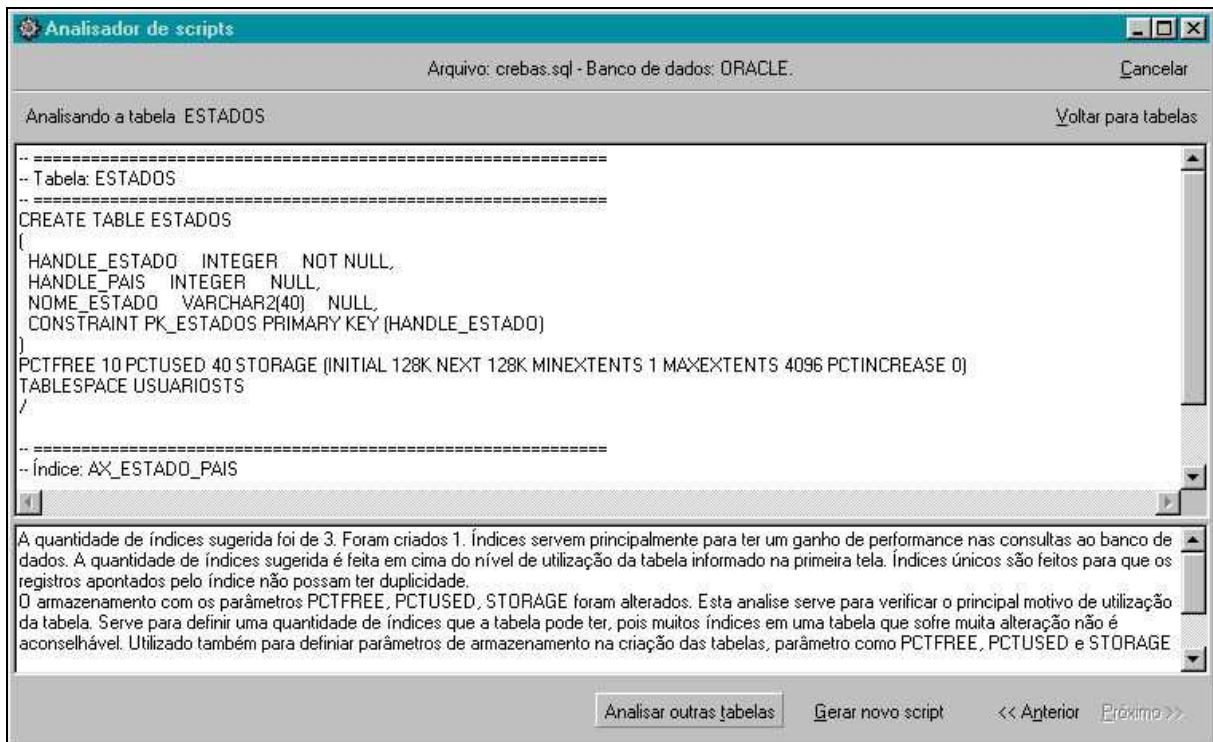 Analisador de scripts
Arquivo: crebas.sql - Banco de dados: ORACLE.
Cancelar
Analisando a tabela ESTADOS
Voltar para tabelas
-- =============================================================
-- Tabela: ESTADOS
-- =============================================================
CREATE TABLE ESTADOS
(
HANDLE_ESTADO INTEGER NOT NULL,
HANDLE_PAIS INTEGER NULL,
NOME_ESTADO VARCHAR2(40) NULL,
CONSTRAINT PK_ESTADOS PRIMARY KEY (HANDLE_ESTADO)
)
PCTFREE 10 PCTUSED 40 STORAGE (INITIAL 128K NEXT 128K MINEXTENTS 1 MAXEXTENTS 4096 PCTINCREASE 0)
TABLESPACE USUARIOSTS
/
-- =============================================================
-- Índice: AX_ESTADO_PAIS
A quantidade de índices sugerida foi de 3. Foram criados 1. Índices servem principalmente para ter um ganho de performance nas consultas ao banco de
dados. A quantidade de índices sugerida é feita em cima do nível de utilização da tabela informado na primeira tela. Índices únicos são feitos para que os
registros apontados pelo índice não possam ter duplicidade.
O armazenamento com os parâmetros PCTFREE, PCTUSED, STORAGE foram alterados. Esta analise serve para verificar o principal motivo de utilização
da tabela. Serve para definir uma quantidade de índices que a tabela pode ter, pois muitos índices em uma tabela que sofre muita alteração não é
aconselhável. Utilizado também para definiar parâmetros de armazenamento na criação das tabelas, parâmetro como PCTFREE, PCTUSED e STORAGE
Analisar outras tabelas
Gerar novo script
<< Anterior
Próximo >>